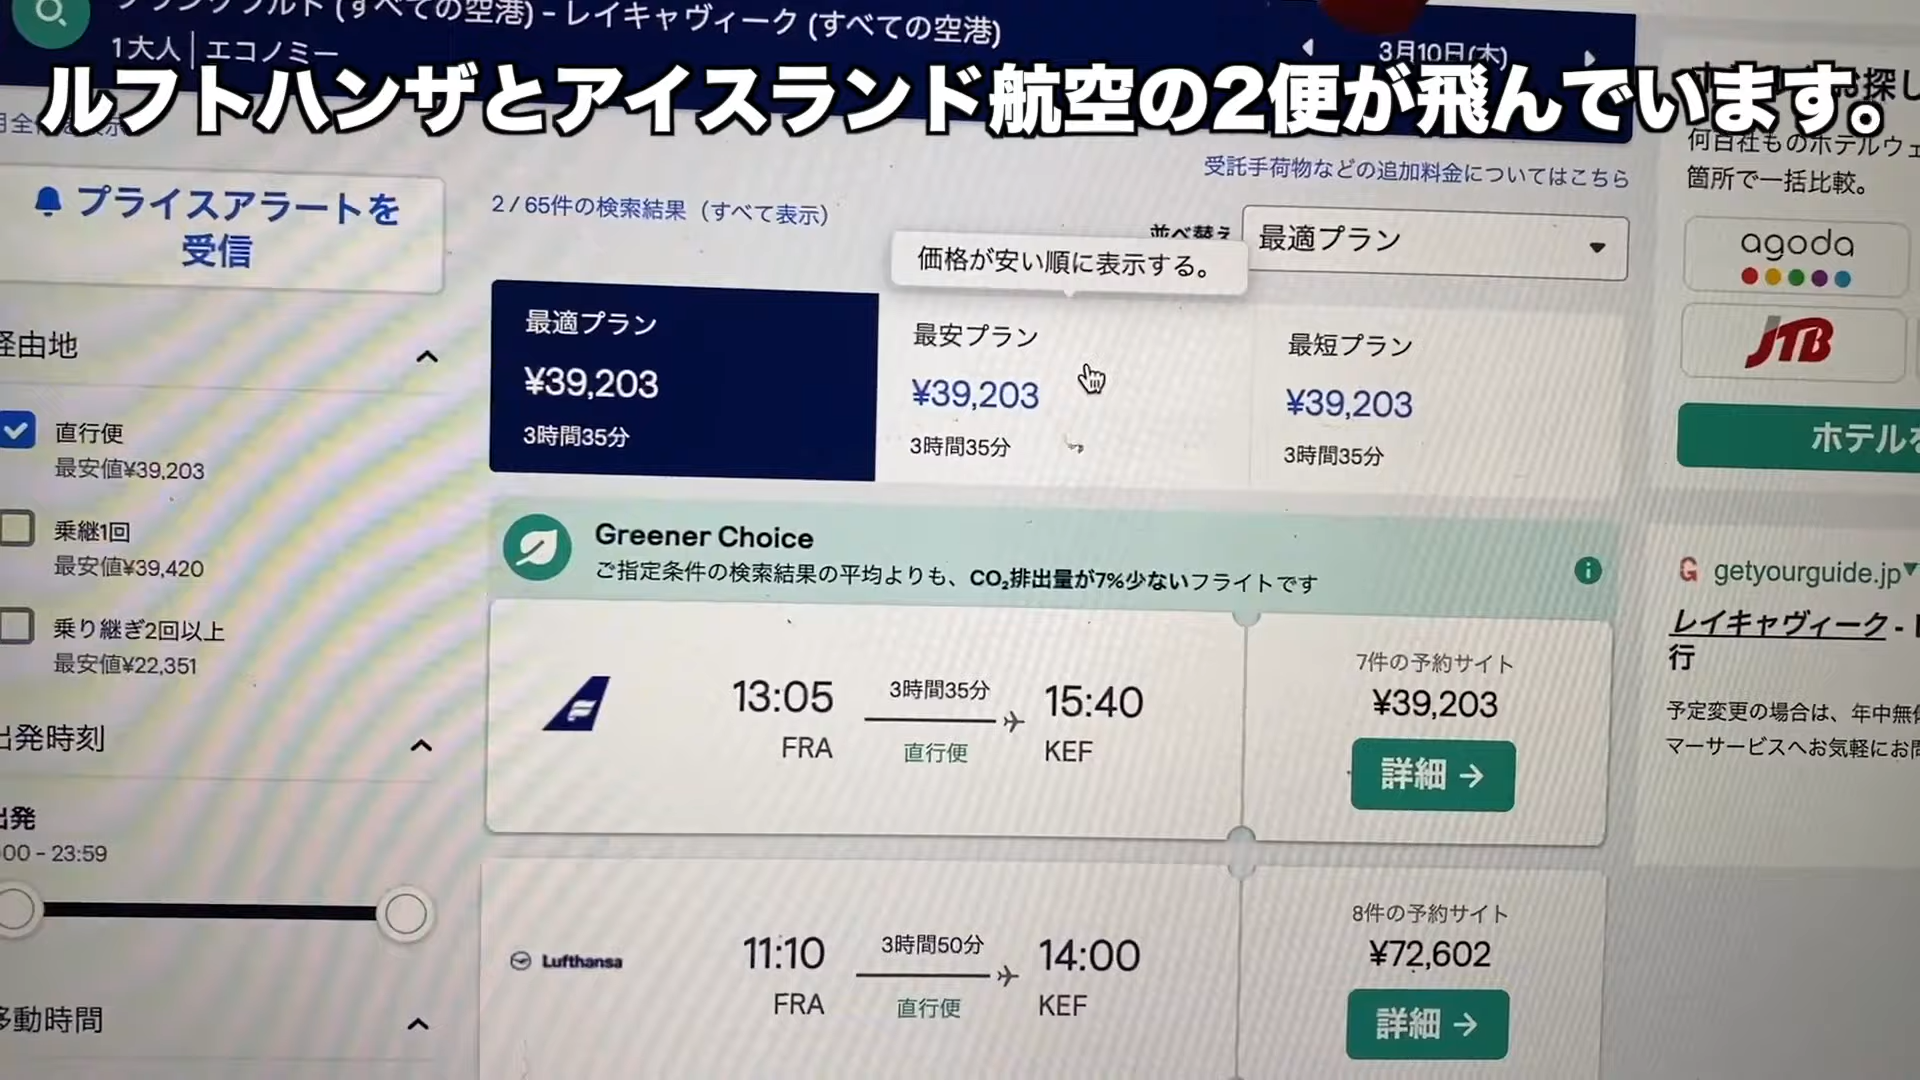 (すべての空港) – レイキャヴィーク (すべての空港)
1大人 | エコノミー
3月10日(木)
ルフトハンザとアイスランド航空の2便が飛んでいます。
何百社ものホテルウェ
箇所で一括比較。
受託手荷物などの追加料金についてはこちら
プライスアラートを
受信
2 / 65件の検索結果 (すべて表示)
並べ替え
最適プラン
価格が安い順に表示する。
agoda
JTB
ホテルを
最適プラン
¥39,203
3時間35分
最安プラン
¥39,203
3時間35分
最短プラン
¥39,203
3時間35分
経由地
直行便
最安値¥39,203
乗継1回
最安値¥39,420
乗り継ぎ2回以上
最安値¥22,351
Greener Choice
ご指定条件の検索結果の平均よりも、CO₂排出量が7%少ないフライトです
getyourguide.jp
レイキャヴィーク -
行
予定変更の場合は、年中無休
マーサービスへお気軽にお問
13:05
FRA
3時間35分
直行便
15:40
KEF
7件の予約サイト
¥39,203
詳細 →
出発時刻
出発
:00 – 23:59
移動時間
Lufthansa
11:10
FRA
3時間50分
直行便
14:00
KEF
8件の予約サイト
¥72,602
詳細 →